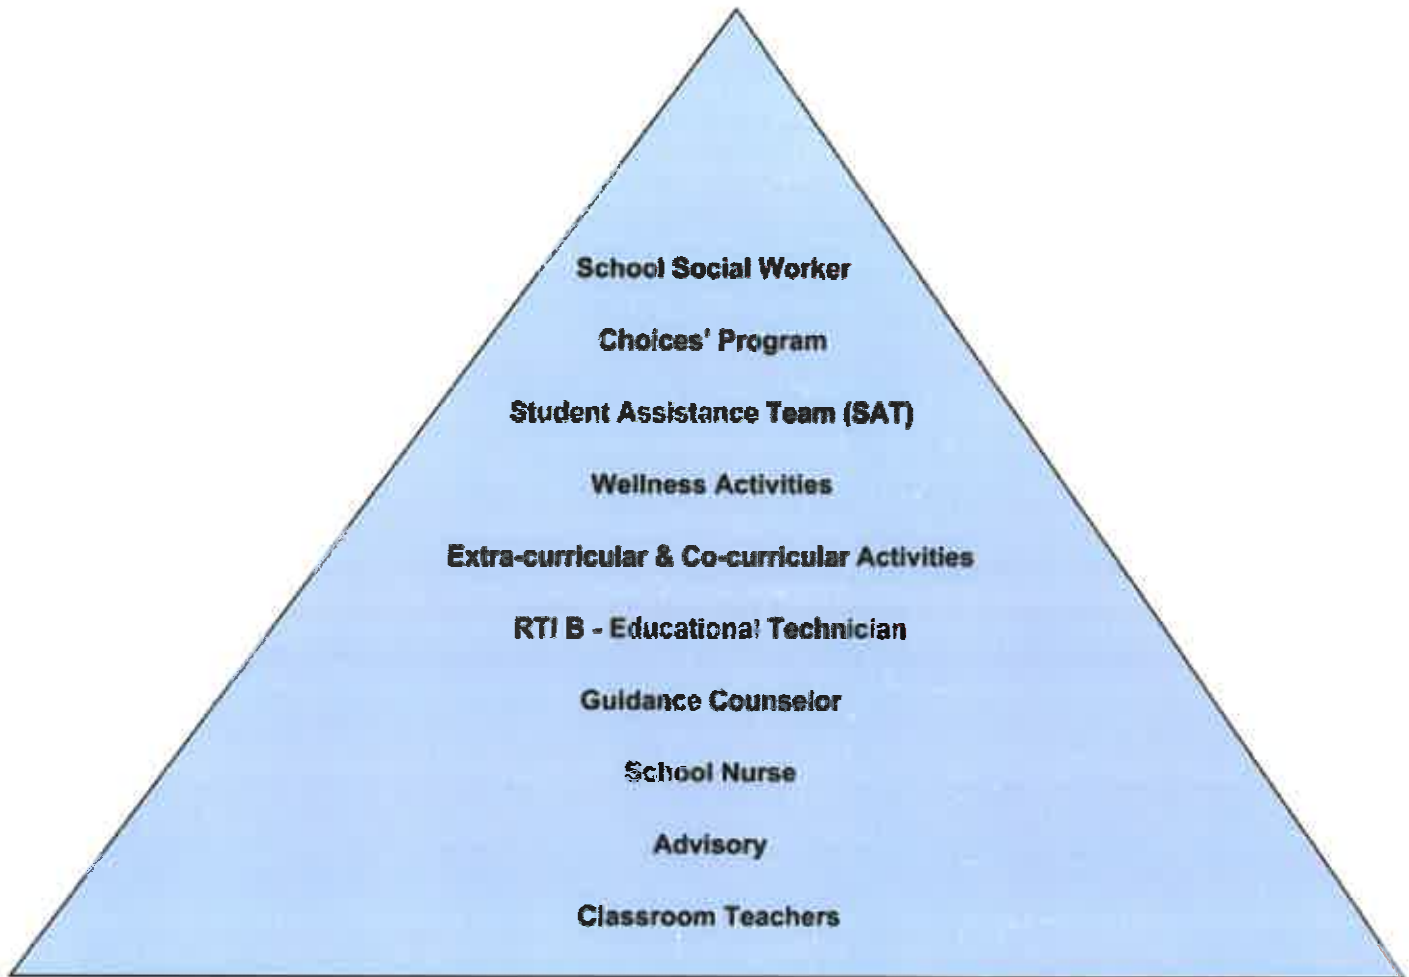 School Social Worker
Choices' Program
Student Assistance Team (SAT)
Wellness Activities
Extra-curricular & Co-curricular Activities
RTI B - Educational Technician
Guidance Counselor
School Nurse
Advisory
Classroom Teachers